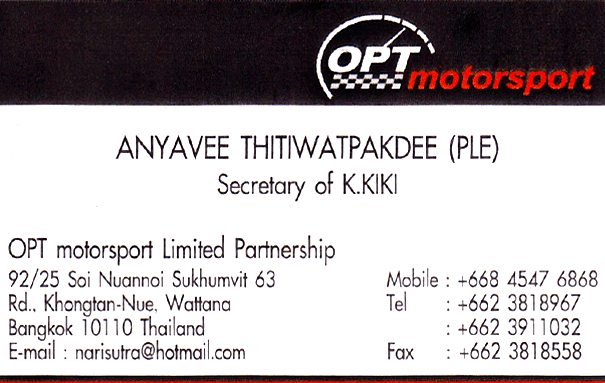 OPT
motorsport
ANYAVEE THITIWATPAKDEE (PLE)
Secretary of K.KIKI
OPT motorsport Limited Partnership
92/25 Soi Nuannoi Sukhumvit 63
Rd., Khongtan-Nue, Wattana
Bangkok 10110 Thailand
E-mail : narisutra@hotmail.com
Mobile : +668 4547 6868
Tel : +662 3818967
: +662 3911032
Fax : +662 3818558